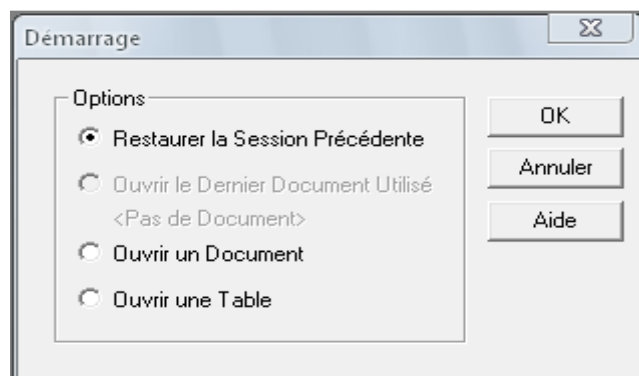 Démarrage
Options
Restaurer la Session Précédente
Ouvrir le Dernier Document Utilisé
<Pas de Document>
Ouvrir un Document
Ouvrir une Table
OK
Annuler
Aide